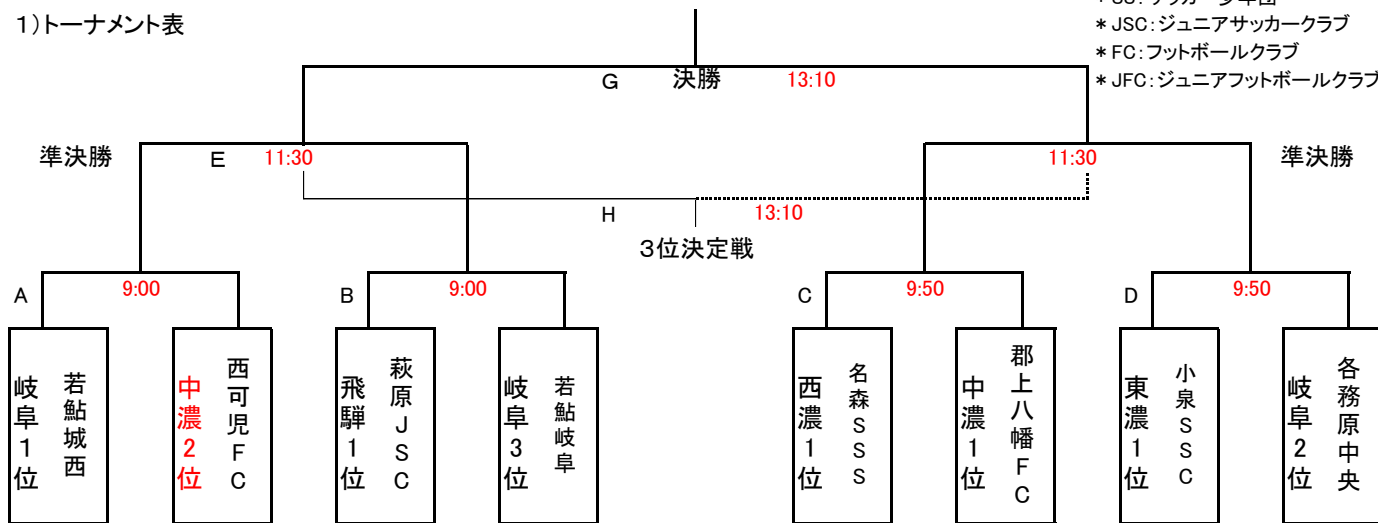 1)トーナメント表
*JSC:ジュニアサッカークラブ
*FC:フットボールクラブ
*JFC:ジュニアフットボールクラブ
G 決勝 13:10
準決勝 E 11:30 11:30 準決勝
H 13:10
3位決定戦
A 9:00 B 9:00 C 9:50 D 9:50
岐阜1位 若鮎城西
中濃2位 西可児FC
飛騨1位 萩原JSC
岐阜3位 若鮎岐阜
西濃1位 名森SSS
中濃1位 郡上八幡FC
東濃1位 小泉SSC
岐阜2位 各務原中央